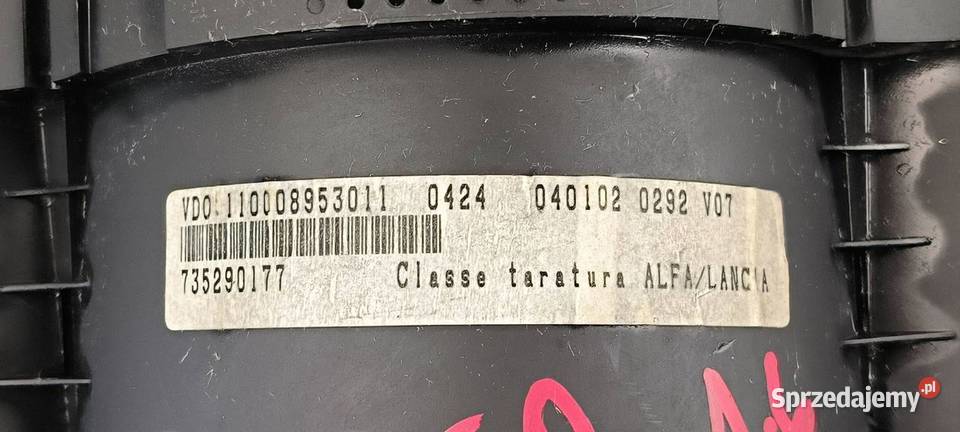 VDO 110008953011 0424 040102 0292 V07
735290177 Classe taratura ALFA/LANCIA
Sprzedajemy.pl